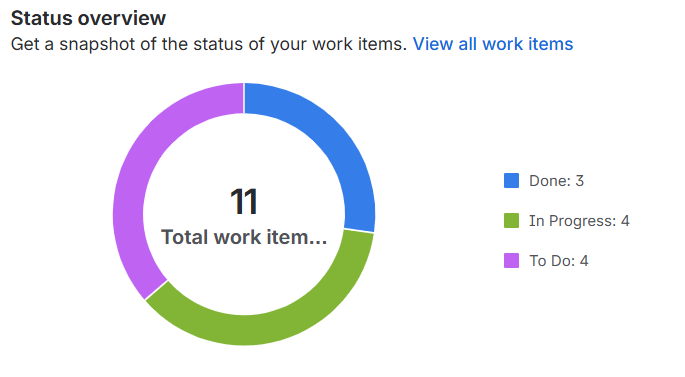 Status overview
Get a snapshot of the status of your work items. View all work items
11
Total work item...
Done: 3
In Progress: 4
To Do: 4